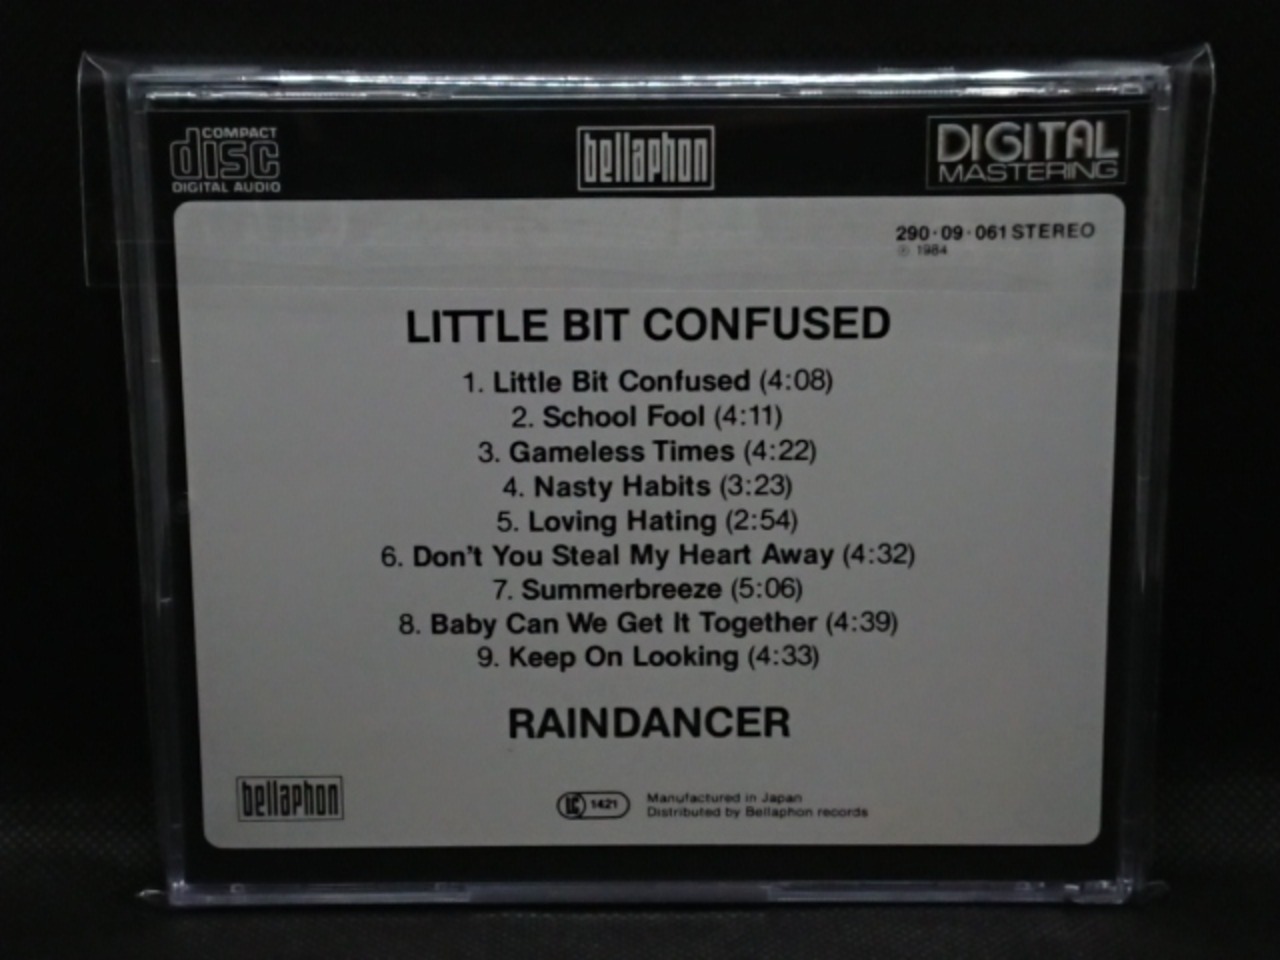 COMPACT
disc
DIGITAL AUDIO
bellaphon
DIGITAL
MASTERING
290·09·061 STEREO
℗ 1984
LITTLE BIT CONFUSED
1. Little Bit Confused (4:08)
2. School Fool (4:11)
3. Gameless Times (4:22)
4. Nasty Habits (3:23)
5. Loving Hating (2:54)
6. Don't You Steal My Heart Away (4:32)
7. Summerbreeze (5:06)
8. Baby Can We Get It Together (4:39)
9. Keep On Looking (4:33)
RAINDANCER
bellaphon
LC 1421
Manufactured in Japan
Distributed by Bellaphon records